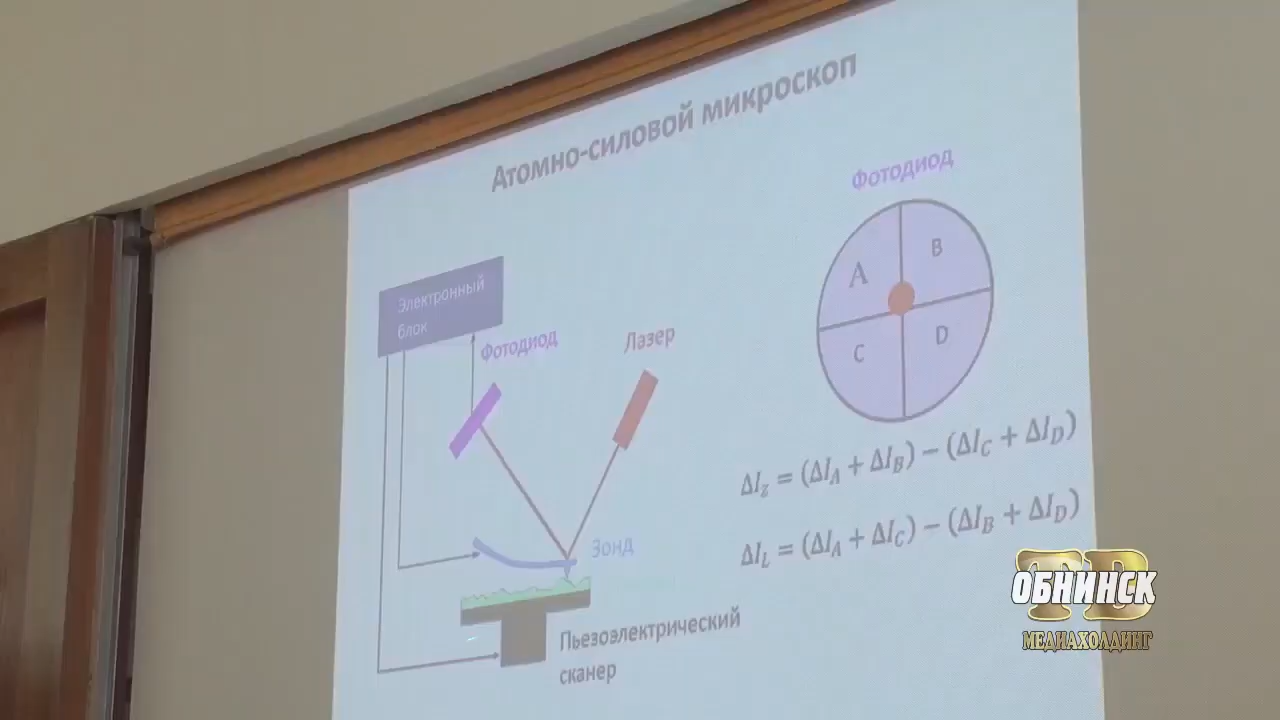 Атомно-силовой микроскоп
Электронный
блок
Фотодиод
Лазер
Зонд
Пьезоэлектрический
сканер
Фотодиод
A
B
C
D
ΔI_z = (ΔI_A + ΔI_B) − (ΔI_C + ΔI_D)
ΔI_L = (ΔI_A + ΔI_C) − (ΔI_B + ΔI_D)
ТВ
ОБНИНСК
МЕДИАХОЛДИНГ